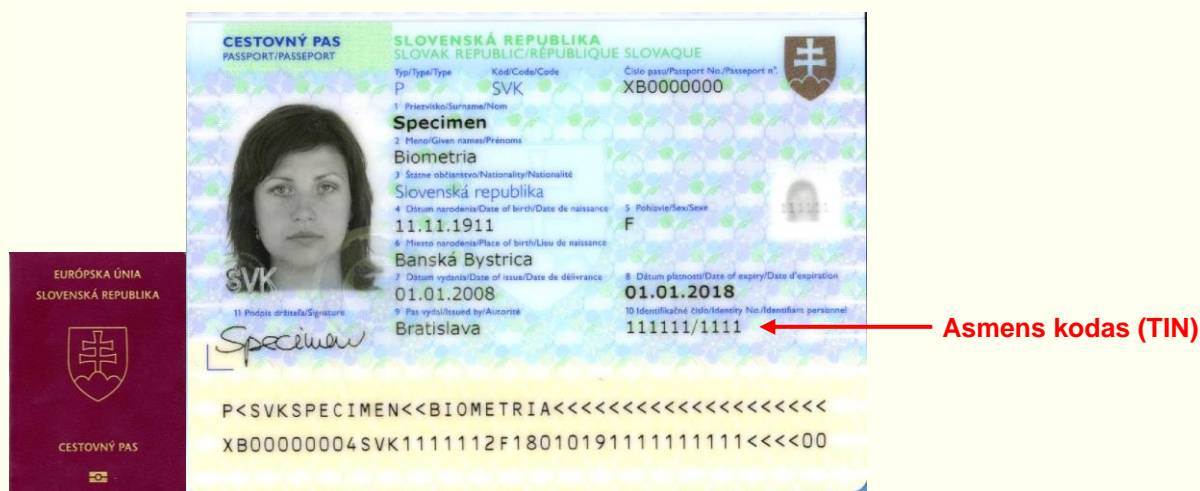 CESTOVNÝ PAS
PASSPORT/PASSEPORT
SLOVENSKÁ REPUBLIKA
SLOVAK REPUBLIC/RÉPUBLIQUE SLOVAQUE
Typ/Type/Type Kód/Code/Code Číslo pasu/Passport No./Passeport n°.
P SVK XB0000000
1 Priezvisko/Surname/Nom
Specimen
2 Meno/Given names/Prénoms
Biometria
3 Štátne občianstvo/Nationality/Nationalité
Slovenská republika
4 Dátum narodenia/Date of birth/Date de naissance 5 Pohlavie/Sex/Sexe
11.11.1911 F
6 Miesto narodenia/Place of birth/Lieu de naissance
Banská Bystrica
7 Dátum vydania/Date of issue/Date de délivrance 8 Dátum platnosti/Date of expiry/Date d'expiration
01.01.2008 01.01.2018
9 Pas vydal/Issued by/Autorité 10 Identifikačné číslo/Identity No./Identifiant personnel
Bratislava 111111/1111
SVK
11 Podpis držiteľa/Signature
Specimen
P<SVKSPECIMEN<<BIOMETRIA<<<<<<<<<<<<<<<<<<<<
XB00000004SVK1111112F18010191111111111<<<<00
EURÓPSKA ÚNIA
SLOVENSKÁ REPUBLIKA
CESTOVNÝ PAS
Asmens kodas (TIN)